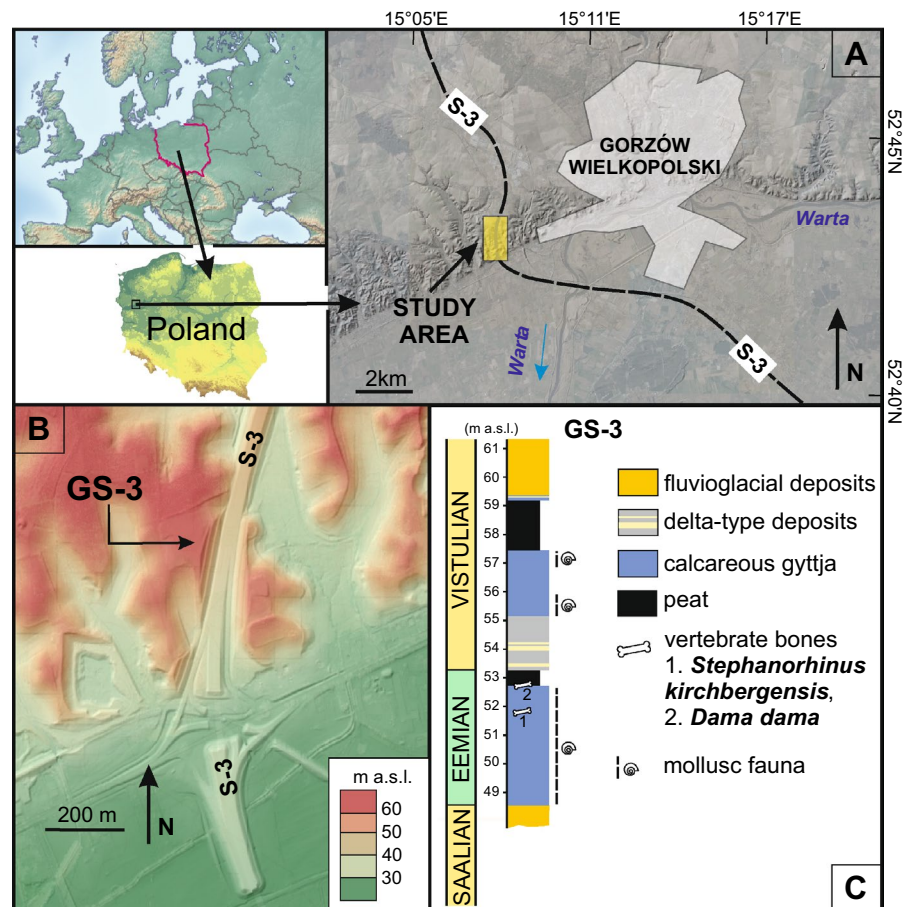 15°05'E
15°11'E
15°17'E
A
S-3
GORZÓW
WIELKOPOLSKI
52°45'N
Warta
STUDY
AREA
Poland
Warta
S-3
2km
N
52°40'N
B
S-3
GS-3
S-3
m a.s.l.
60
50
40
30
200 m
N
(m a.s.l.)
GS-3
61
60
59
58
57
56
55
54
53
52
51
50
49
VISTULIAN
EEMIAN
SAALIAN
2
1
fluvioglacial deposits
delta-type deposits
calcareous gyttja
peat
vertebrate bones
1. Stephanorhinus
kirchbergensis,
2. Dama dama
mollusc fauna
C